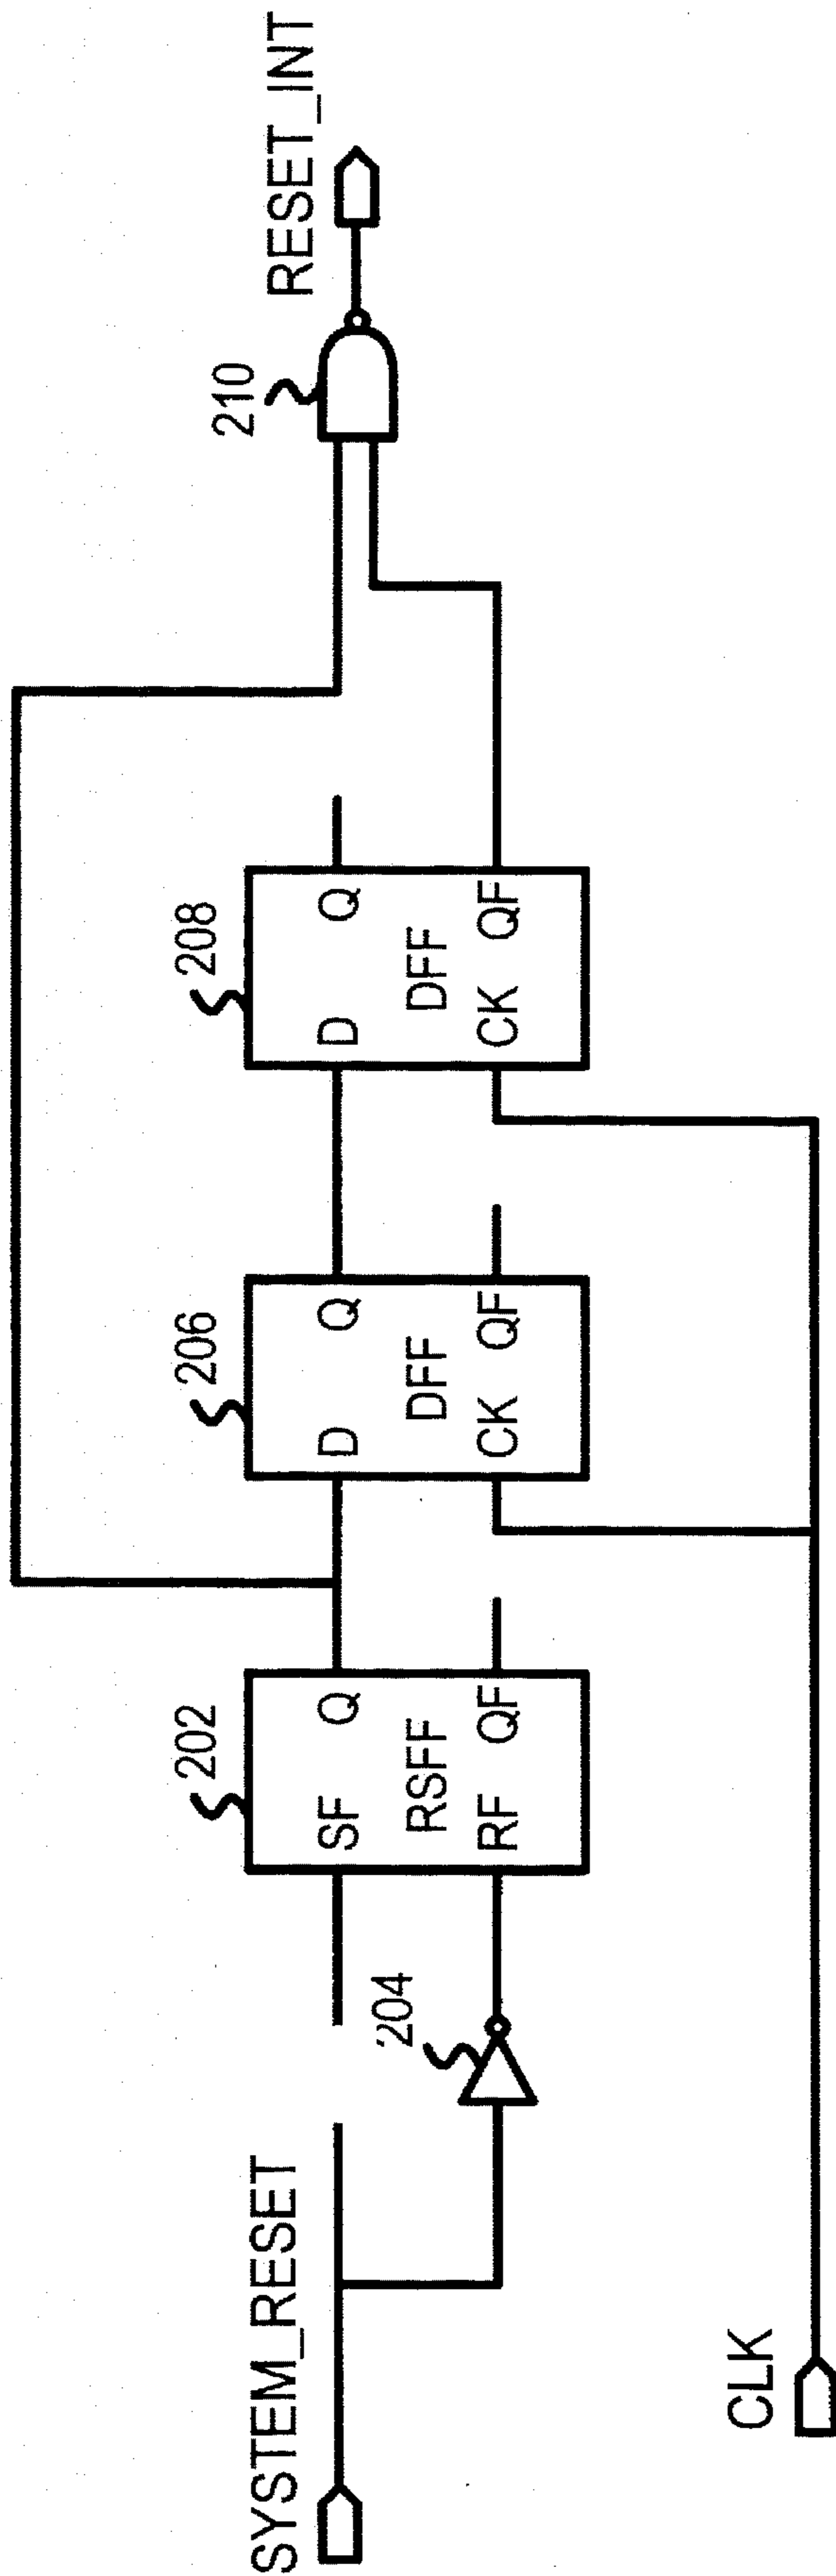 SYSTEM_RESET
CLK
204
202
SF Q
RSFF
RF QF
206
D Q
DFF
CK QF
208
D Q
DFF
CK QF
210
RESET_INT